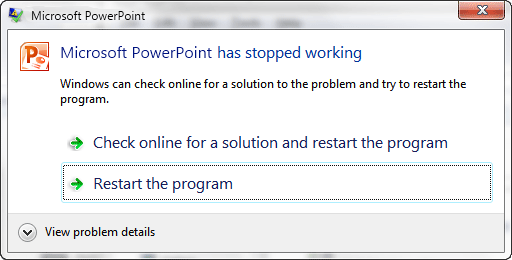 Microsoft PowerPoint
Microsoft PowerPoint has stopped working
Windows can check online for a solution to the problem and try to restart the
program.
Check online for a solution and restart the program
Restart the program
View problem details